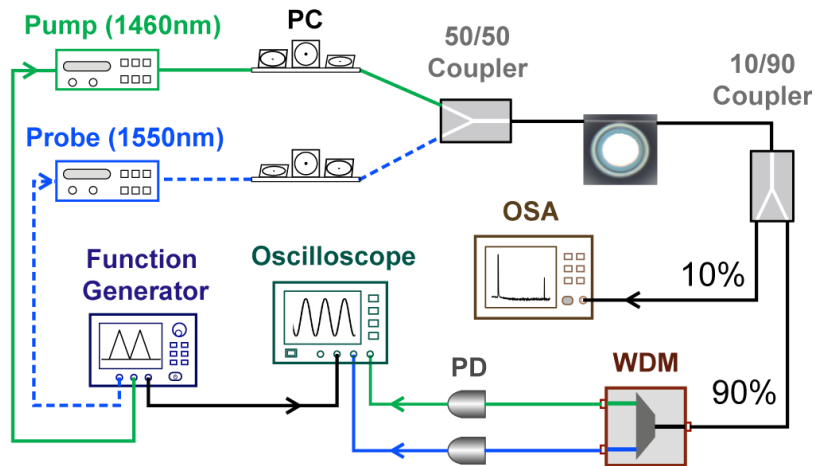 Pump (1460nm)
PC
50/50
Coupler
10/90
Coupler
Probe (1550nm)
OSA
Function
Generator
Oscilloscope
10%
PD
WDM
90%